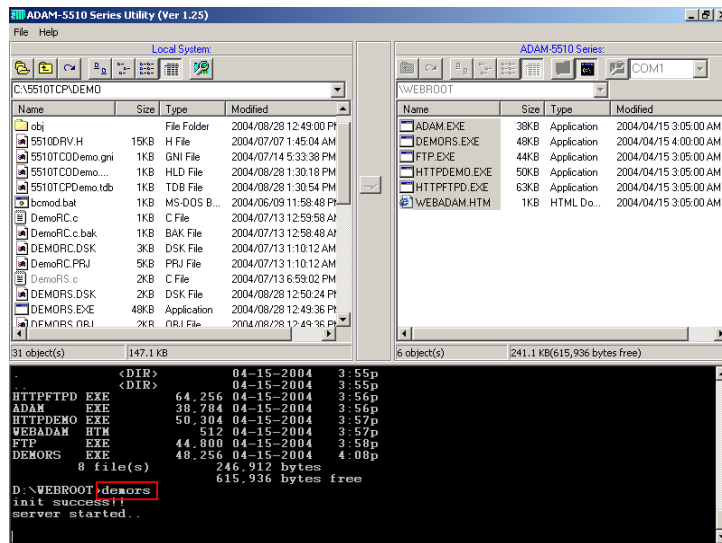 ADAM-5510 Series Utility (Ver 1.25)
File Help
Local System:
ADAM-5510 Series:
COM1
C:\5510TCP\DEMO
\WEBROOT
Name Size Type Modified
obj File Folder 2004/08/28 12:49:00 PM
5510DRV.H 15KB H File 2004/07/07 1:45:04 AM
5510TCODemo.gni 1KB GNI File 2004/07/14 5:33:38 PM
5510TCODemo.... 1KB HLD File 2004/08/28 1:30:18 PM
5510TCPDemo.tdb 1KB TDB File 2004/08/28 1:30:54 PM
bcmod.bat 1KB MS-DOS B... 2004/06/09 11:58:48 PM
DemoRC.c 1KB C File 2004/07/13 12:59:58 AM
DemoRC.c.bak 1KB BAK File 2004/07/13 12:58:48 AM
DEMORC.DSK 3KB DSK File 2004/07/13 1:10:12 AM
DemoRC.PRJ 5KB PRJ File 2004/07/13 1:10:12 AM
DemoRS.c 2KB C File 2004/07/13 6:59:02 PM
DEMORS.DSK 2KB DSK File 2004/08/28 12:50:24 PM
DEMORS.EXE 48KB Application 2004/08/28 12:49:36 PM
DEMORS.OBJ 2KB OBJ File 2004/08/28 12:49:36 PM
31 object(s) 147.1 KB
Name Size Type Modified
ADAM.EXE 38KB Application 2004/04/15 3:05:00 AM
DEMORS.EXE 48KB Application 2004/04/15 4:00:00 AM
FTP.EXE 44KB Application 2004/04/15 3:05:00 AM
HTTPDEMO.EXE 50KB Application 2004/04/15 3:05:00 AM
HTTPFTPD.EXE 63KB Application 2004/04/15 3:05:00 AM
WEBADAM.HTM 1KB HTML Do... 2004/04/15 3:05:00 AM
6 object(s) 241.1 KB(615,936 bytes free)
. <DIR> 04-15-2004 3:55p
.. <DIR> 04-15-2004 3:55p
HTTPFTPD EXE 64,256 04-15-2004 3:56p
ADAM EXE 38,784 04-15-2004 3:56p
HTTPDEMO EXE 50,304 04-15-2004 3:57p
WEBADAM HTM 512 04-15-2004 3:57p
FTP EXE 44,800 04-15-2004 3:58p
DEMORS EXE 48,256 04-15-2004 4:08p
8 file(s) 246,912 bytes
615,936 bytes free
D:\WEBROOT>demors
init success!!
server started..